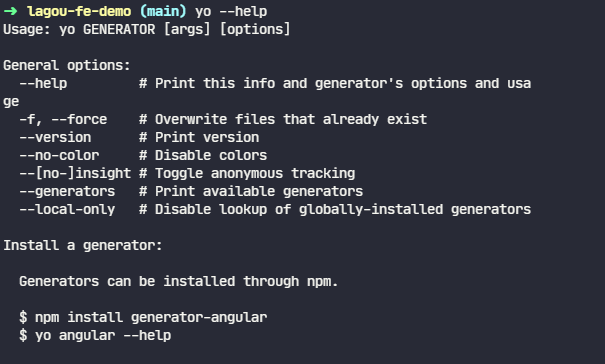 ➜ lagou-fe-demo (main) yo --help
Usage: yo GENERATOR [args] [options]

General options:
  --help         # Print this info and generator's options and usa
ge
  -f, --force    # Overwrite files that already exist
  --version      # Print version
  --no-color     # Disable colors
  --[no-]insight # Toggle anonymous tracking
  --generators   # Print available generators
  --local-only   # Disable lookup of globally-installed generators

Install a generator:

  Generators can be installed through npm.

  $ npm install generator-angular
  $ yo angular --help